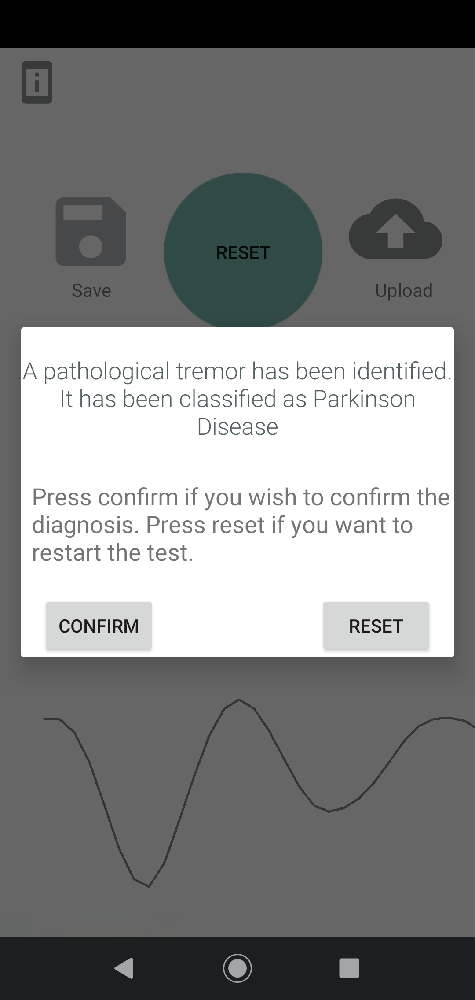 Save
RESET
Upload
A pathological tremor has been identified.
It has been classified as Parkinson
Disease
Press confirm if you wish to confirm the
diagnosis. Press reset if you want to
restart the test.
CONFIRM
RESET